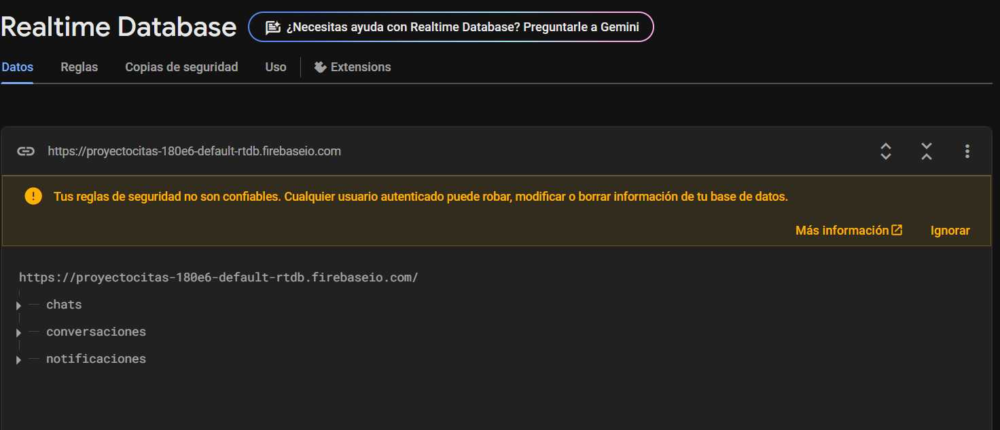 Realtime Database
¿Necesitas ayuda con Realtime Database? Preguntarle a Gemini
Datos Reglas Copias de seguridad Uso Extensions
https://proyectocitas-180e6-default-rtdb.firebaseio.com
Tus reglas de seguridad no son confiables. Cualquier usuario autenticado puede robar, modificar o borrar información de tu base de datos.
Más información Ignorar
https://proyectocitas-180e6-default-rtdb.firebaseio.com/
chats
conversaciones
notificaciones